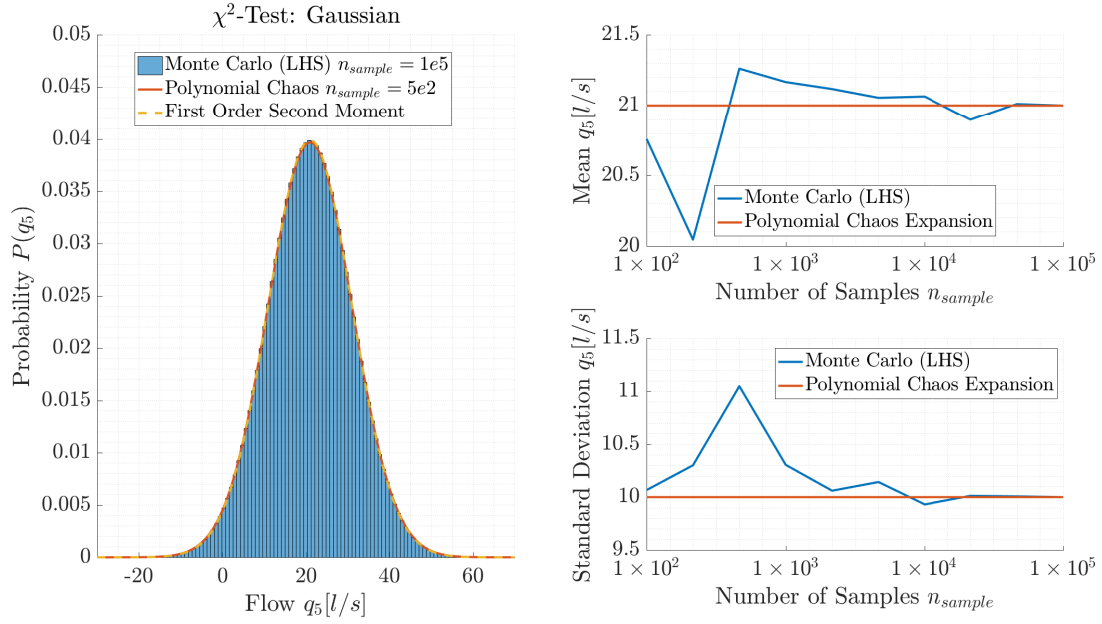 χ²-Test: Gaussian
0.05
0.045
0.04
0.035
0.03
0.025
0.02
0.015
0.01
0.005
0
Probability P(q₅)
Monte Carlo (LHS) n_sample = 1e5
Polynomial Chaos n_sample = 5e2
First Order Second Moment
-20
0
20
40
60
Flow q₅[l/s]
21.5
21
20.5
20
Mean q₅[l/s]
Monte Carlo (LHS)
Polynomial Chaos Expansion
1 × 10²
1 × 10³
1 × 10⁴
1 × 10⁵
Number of Samples n_sample
11.5
11
10.5
10
9.5
Standard Deviation q₅[l/s]
Monte Carlo (LHS)
Polynomial Chaos Expansion
1 × 10²
1 × 10³
1 × 10⁴
1 × 10⁵
Number of Samples n_sample